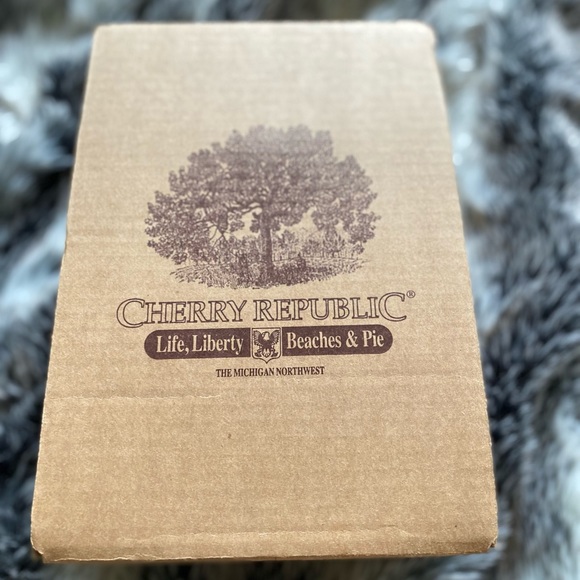 CHERRY REPUBLIC®
Life, Liberty Beaches & Pie
THE MICHIGAN NORTHWEST